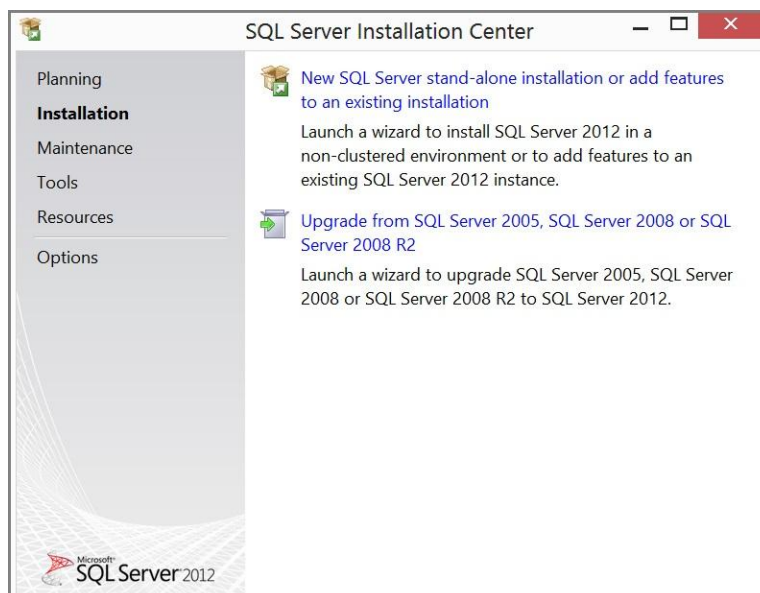 SQL Server Installation Center
Planning
Installation
Maintenance
Tools
Resources
Options
New SQL Server stand-alone installation or add features
to an existing installation
Launch a wizard to install SQL Server 2012 in a
non-clustered environment or to add features to an
existing SQL Server 2012 instance.
Upgrade from SQL Server 2005, SQL Server 2008 or SQL
Server 2008 R2
Launch a wizard to upgrade SQL Server 2005, SQL Server
2008 or SQL Server 2008 R2 to SQL Server 2012.
Microsoft
SQL Server 2012